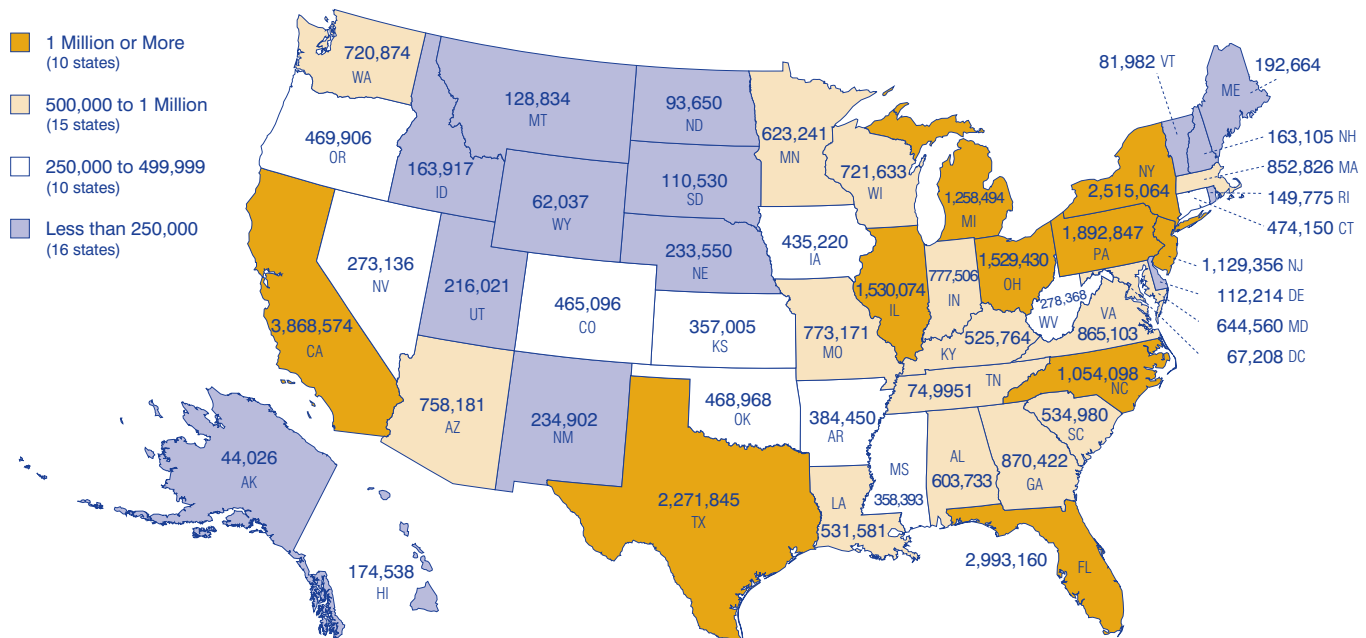 1 Million or More
(10 states)
500,000 to 1 Million
(15 states)
250,000 to 499,999
(10 states)
Less than 250,000
(16 states)
720,874
WA
469,906
OR
3,868,574
CA
273,136
NV
163,917
ID
128,834
MT
62,037
WY
216,021
UT
758,181
AZ
465,096
CO
234,902
NM
93,650
ND
110,530
SD
233,550
NE
357,005
KS
468,968
OK
2,271,845
TX
623,241
MN
435,220
IA
773,171
MO
384,450
AR
LA
531,581
721,633
WI
1,530,074
IL
1,258,494
MI
777,506
IN
1,529,430
OH
KY
525,764
TN
74,9951
MS
358,393
AL
603,733
870,422
GA
2,993,160
FL
534,980
SC
1,054,098
NC
VA
865,103
278,368
WV
1,892,847
PA
NY
2,515,064
81,982 VT
192,664
ME
163,105 NH
852,826 MA
149,775 RI
474,150 CT
1,129,356 NJ
112,214 DE
644,560 MD
67,208 DC
44,026
AK
174,538
HI